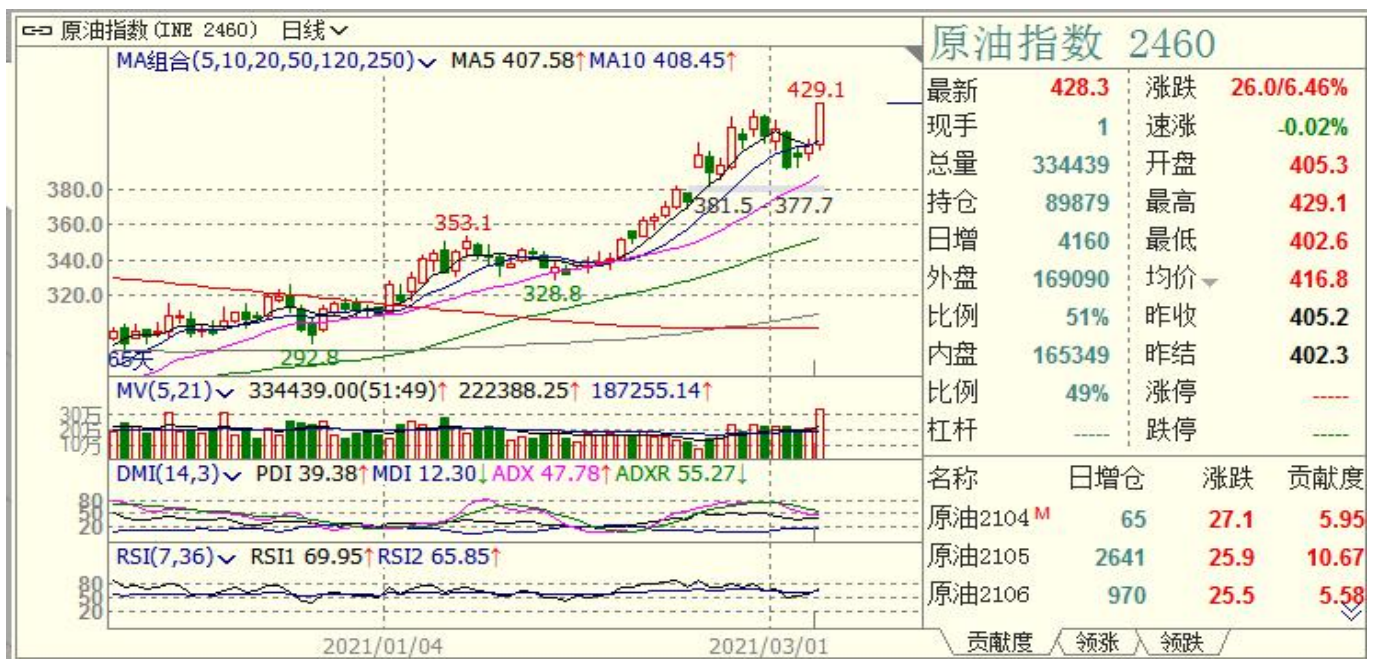 原油指数(INE 2460) 日线
MA组合(5,10,20,50,120,250) MA5 407.58↑MA10 408.45↑
429.1
380.0
381.5 - 377.7
360.0
353.1
340.0
328.8
320.0
292.8
65天
MV(5,21) 334439.00(51:49)↑ 222388.25↑ 187255.14↑
30万
20万
10万
DMI(14,3) PDI 39.38↑MDI 12.30↓ADX 47.78↑ADXR 55.27↓
80
50
20
RSI(7,36) RSI1 69.95↑RSI2 65.85↑
80
50
20
2021/01/04 2021/03/01
原油指数 2460
最新 428.3 涨跌 26.0/6.46%
现手 1 速涨 -0.02%
总量 334439 开盘 405.3
持仓 89879 最高 429.1
日增 4160 最低 402.6
外盘 169090 均价 416.8
比例 51% 昨收 405.2
内盘 165349 昨结 402.3
比例 49% 涨停 -----
杠杆 ----- 跌停 -----
名称 日增仓 涨跌 贡献度
原油2104 M 65 27.1 5.95
原油2105 2641 25.9 10.67
原油2106 970 25.5 5.58
贡献度 领涨 领跌